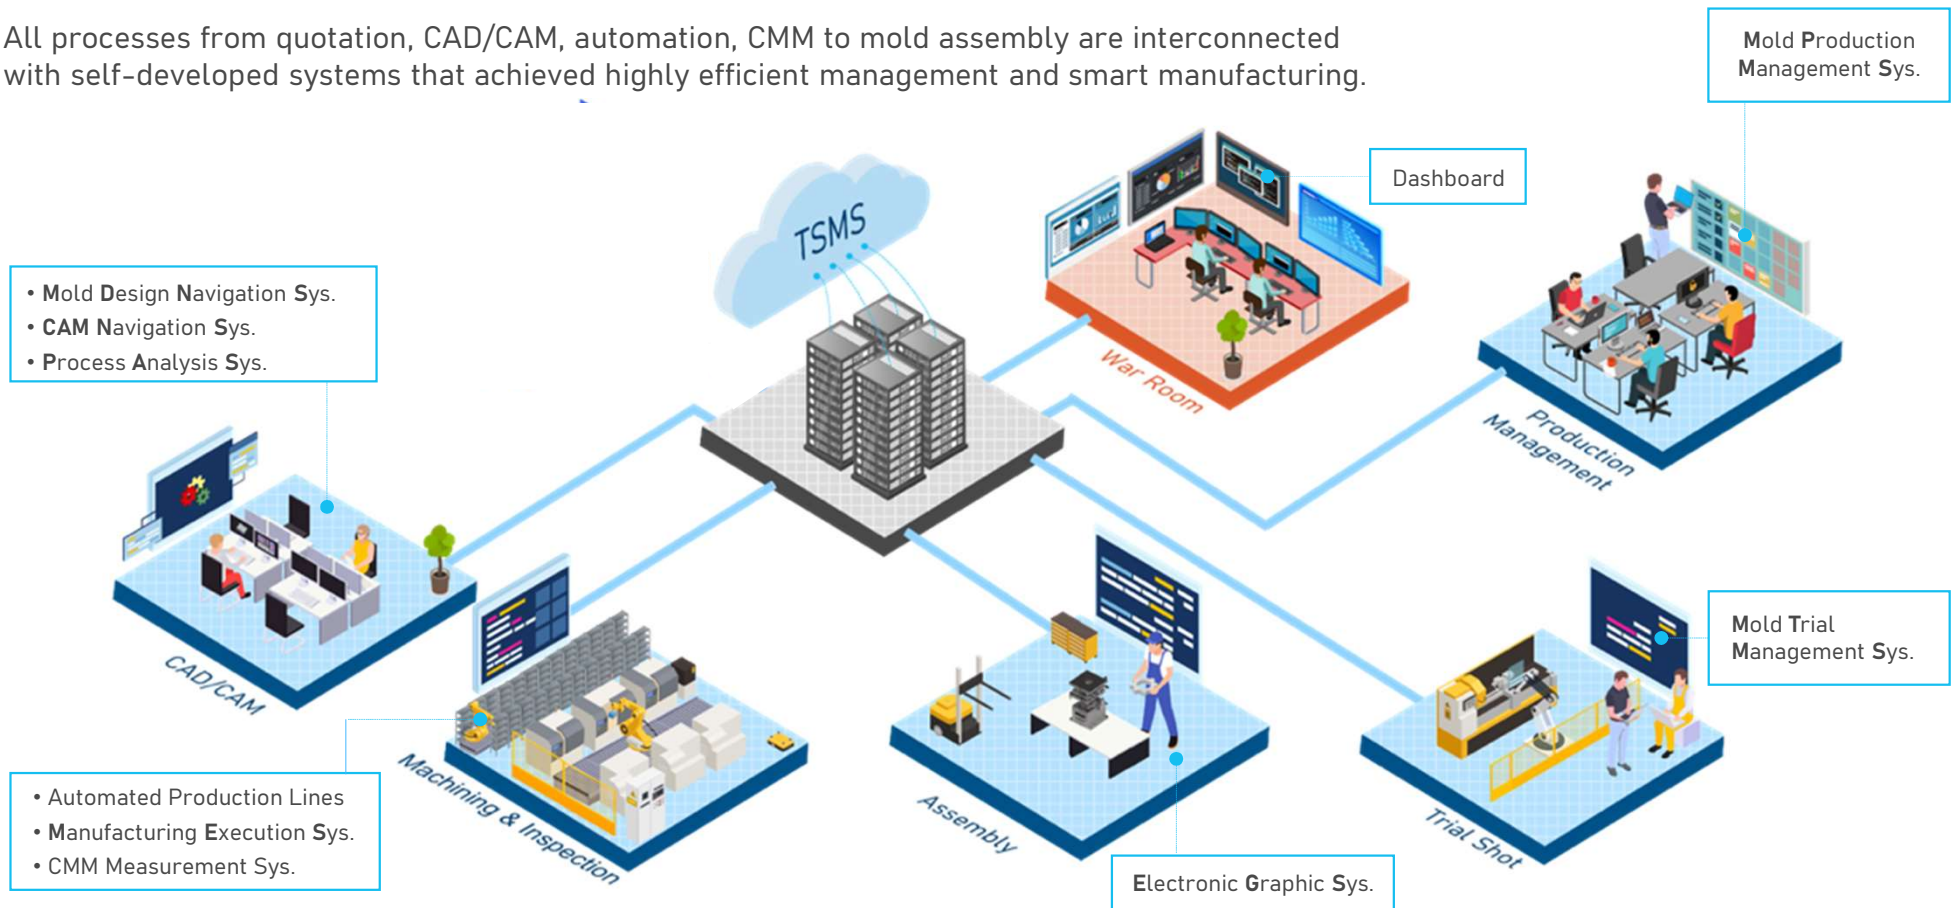 All processes from quotation, CAD/CAM, automation, CMM to mold assembly are interconnected
with self-developed systems that achieved highly efficient management and smart manufacturing.
Mold Production
Management Sys.
Dashboard
TSMS
• Mold Design Navigation Sys.
• CAM Navigation Sys.
• Process Analysis Sys.
War Room
Production
Management
CAD/CAM
Mold Trial
Management Sys.
Machining & Inspection
Assembly
Trial Shot
• Automated Production Lines
• Manufacturing Execution Sys.
• CMM Measurement Sys.
Electronic Graphic Sys.